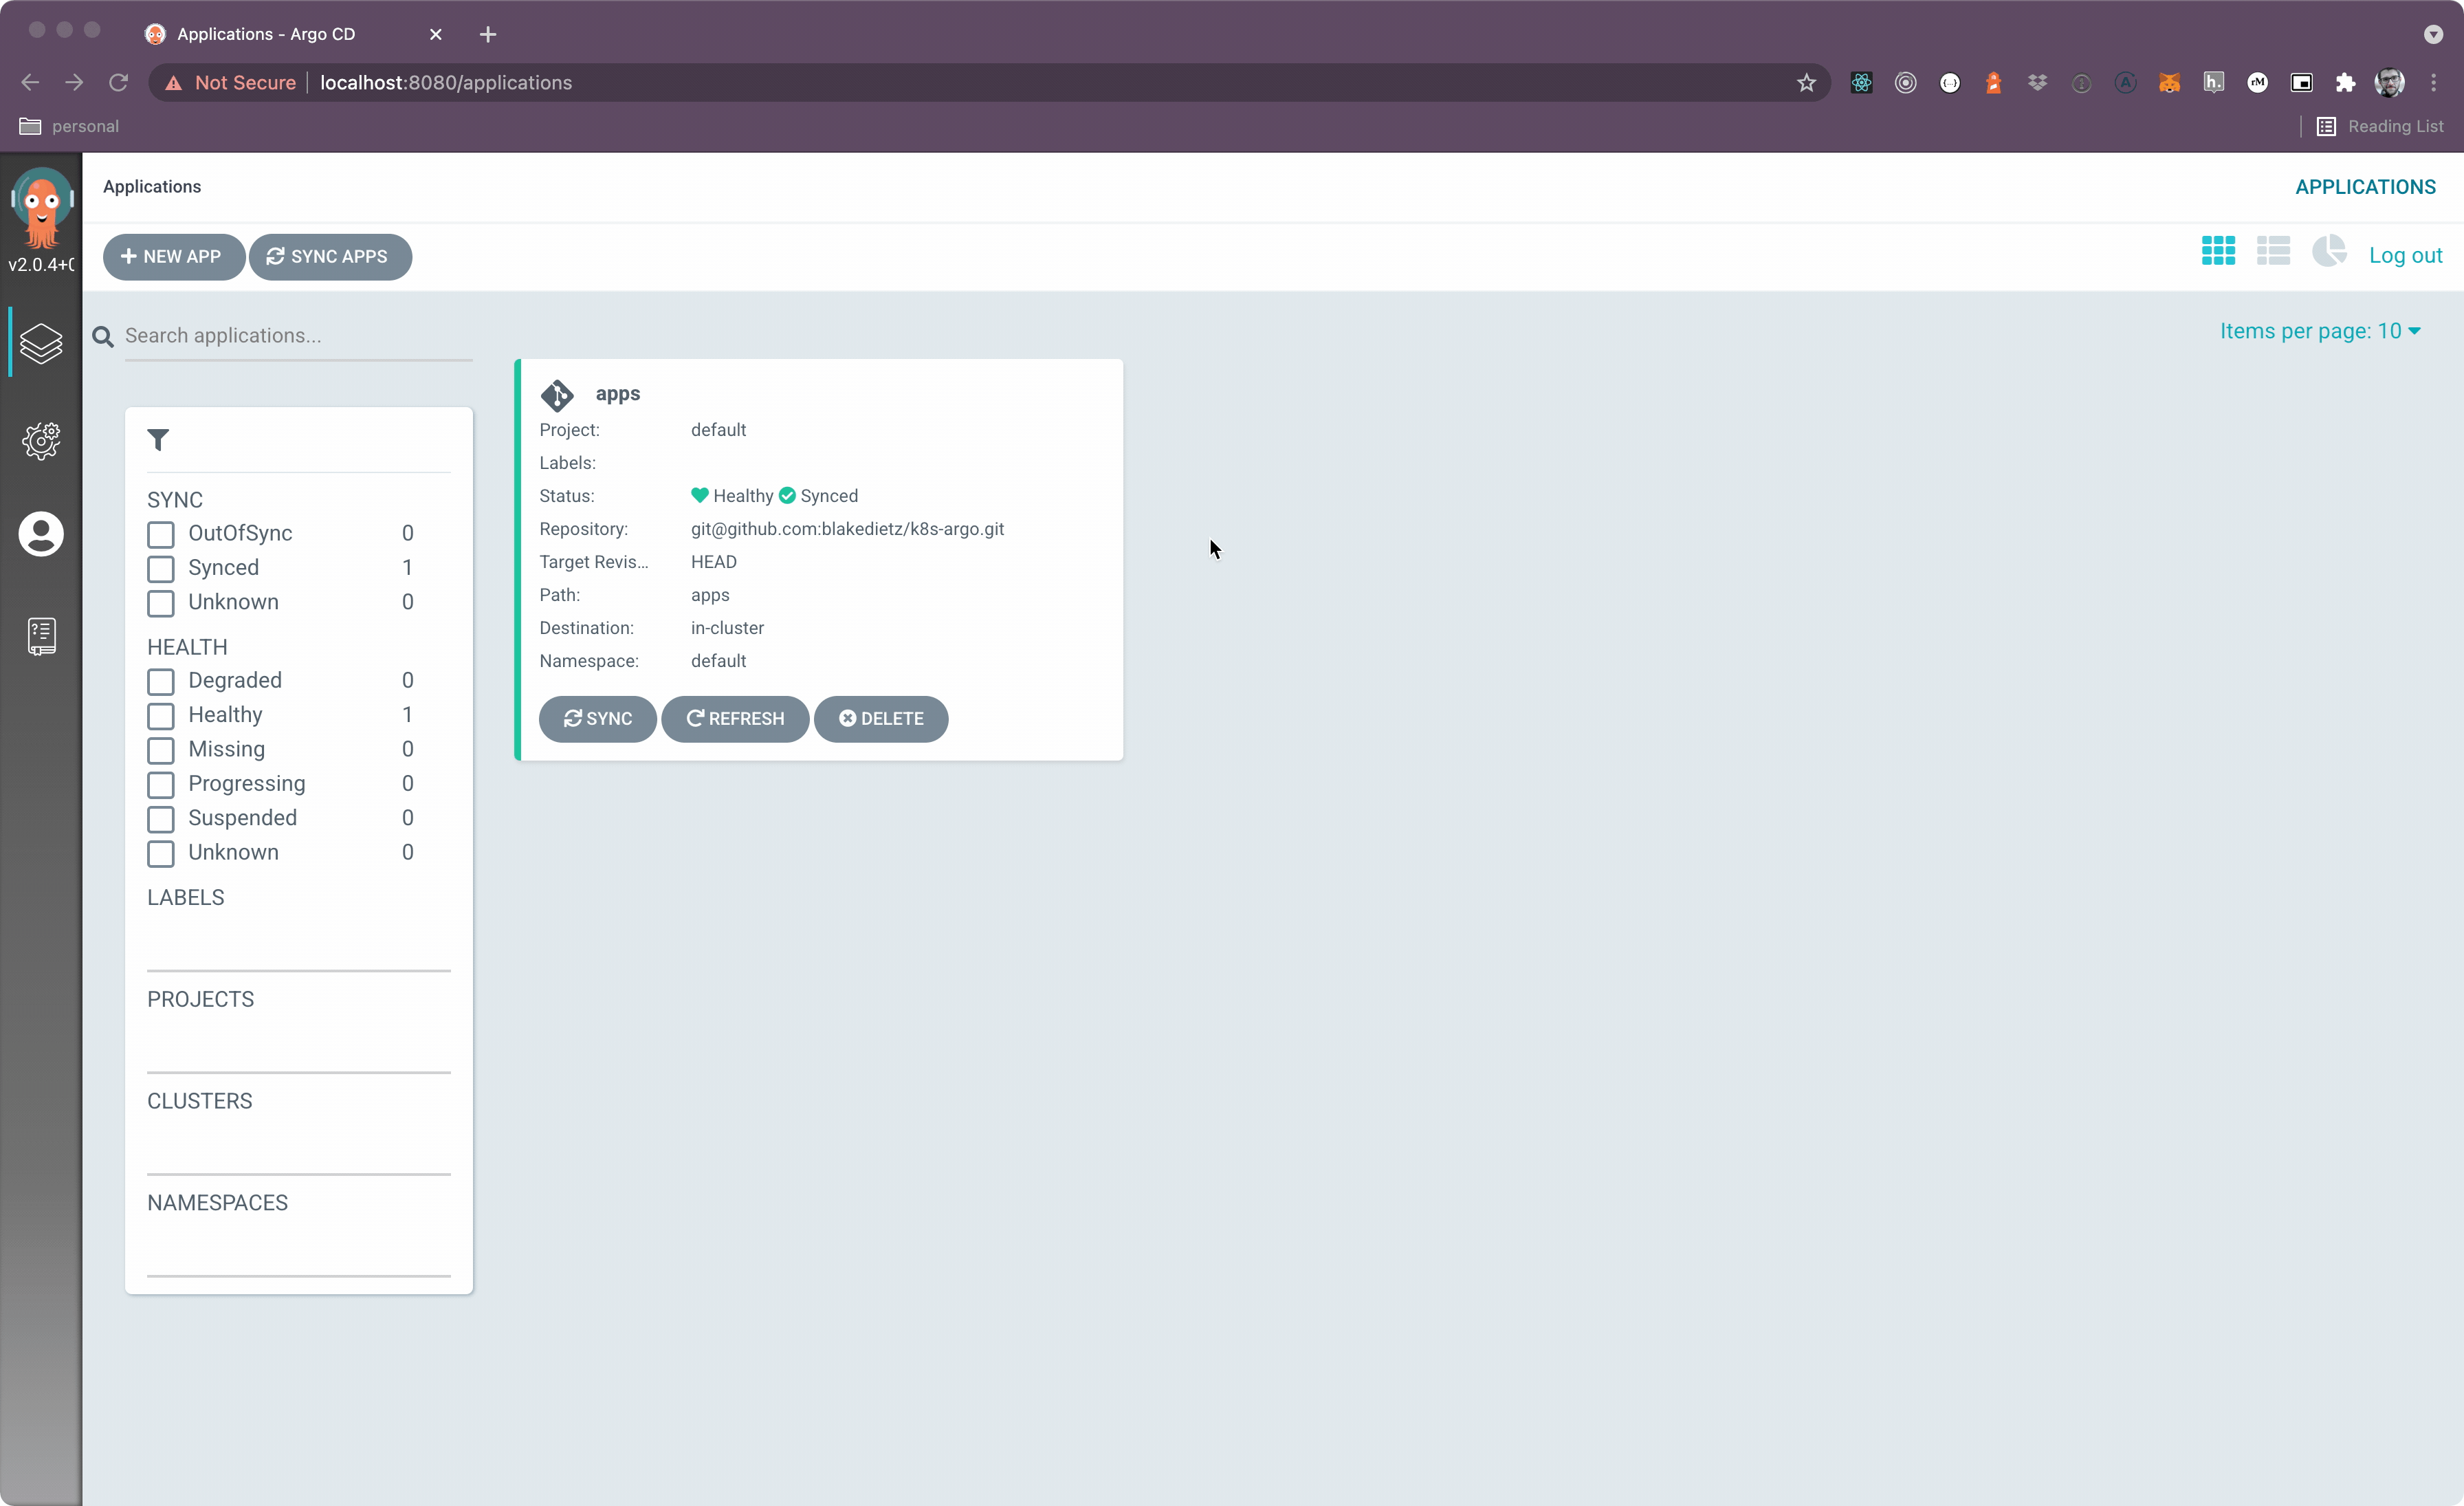 Applications - Argo CD
Not Secure localhost:8080/applications
personal
Reading List
v2.0.4+0
Applications
APPLICATIONS
NEW APP SYNC APPS
Log out
Search applications...
Items per page: 10
SYNC
OutOfSync 0
Synced 1
Unknown 0
HEALTH
Degraded 0
Healthy 1
Missing 0
Progressing 0
Suspended 0
Unknown 0
LABELS
PROJECTS
CLUSTERS
NAMESPACES
apps
Project: default
Labels:
Status: Healthy Synced
Repository: git@github.com:blakedietz/k8s-argo.git
Target Revis... HEAD
Path: apps
Destination: in-cluster
Namespace: default
SYNC REFRESH DELETE